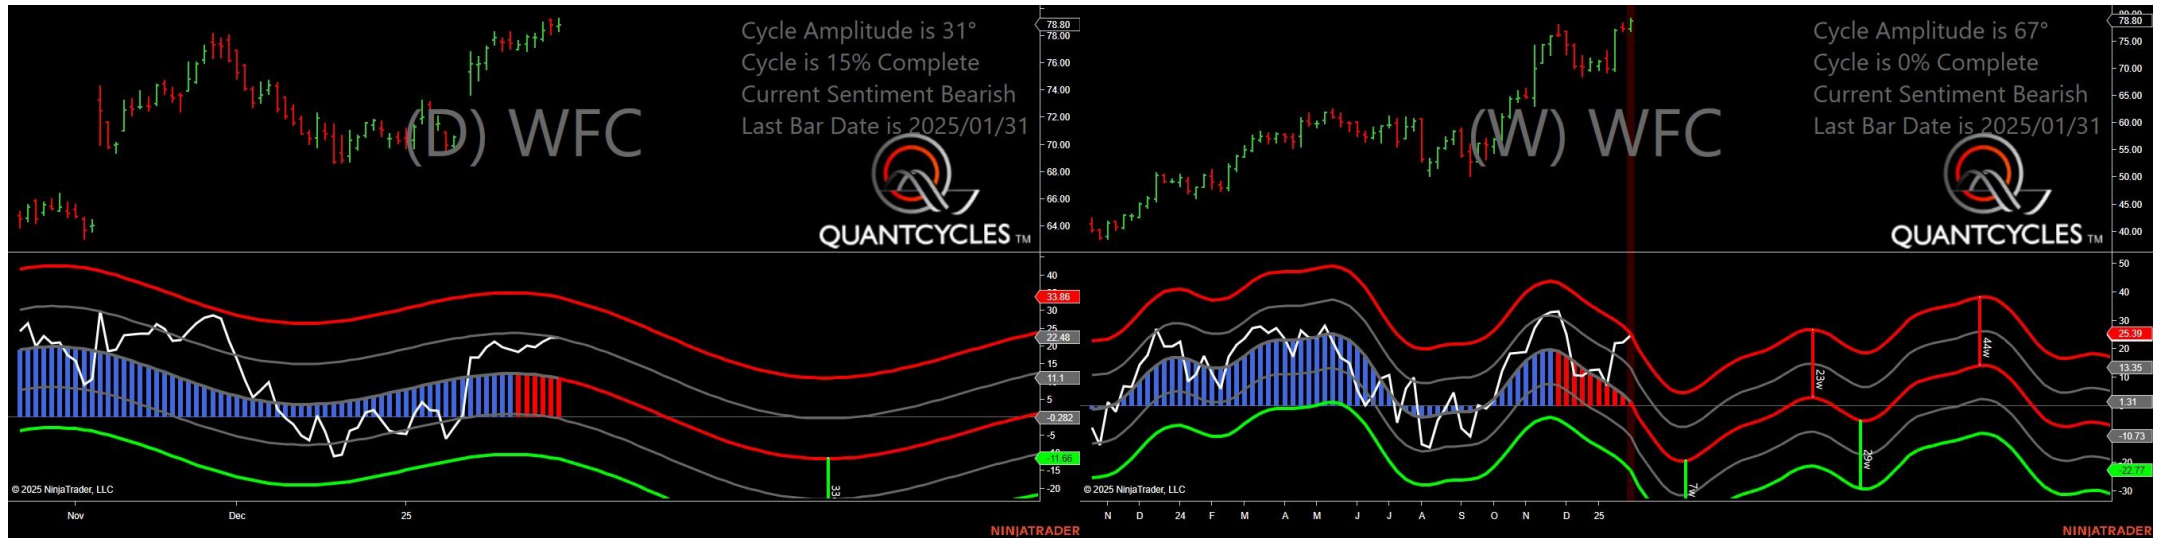 Cycle Amplitude is 31°
Cycle is 15% Complete
Current Sentiment Bearish
Last Bar Date is 2025/01/31
(D) WFC
QUANTCYCLES TM
78.80
78.00
76.00
74.00
72.00
70.00
68.00
66.00
64.00
40
33.86
30
25
22.48
20
15
11.1
5
-0.282
-5
-11.66
-15
-20
33
© 2025 NinjaTrader, LLC
Nov
Dec
25
NINJATRADER
Cycle Amplitude is 67°
Cycle is 0% Complete
Current Sentiment Bearish
Last Bar Date is 2025/01/31
(W) WFC
QUANTCYCLES TM
80.00
78.80
75.00
70.00
65.00
60.00
55.00
50.00
45.00
40.00
50
40
30
25.39
20
13.35
10
1.31
-10.73
-20
-22.77
-30
7w
23w
29w
44w
© 2025 NinjaTrader, LLC
N D 24 F M A M J J A S O N D 25
NINJATRADER